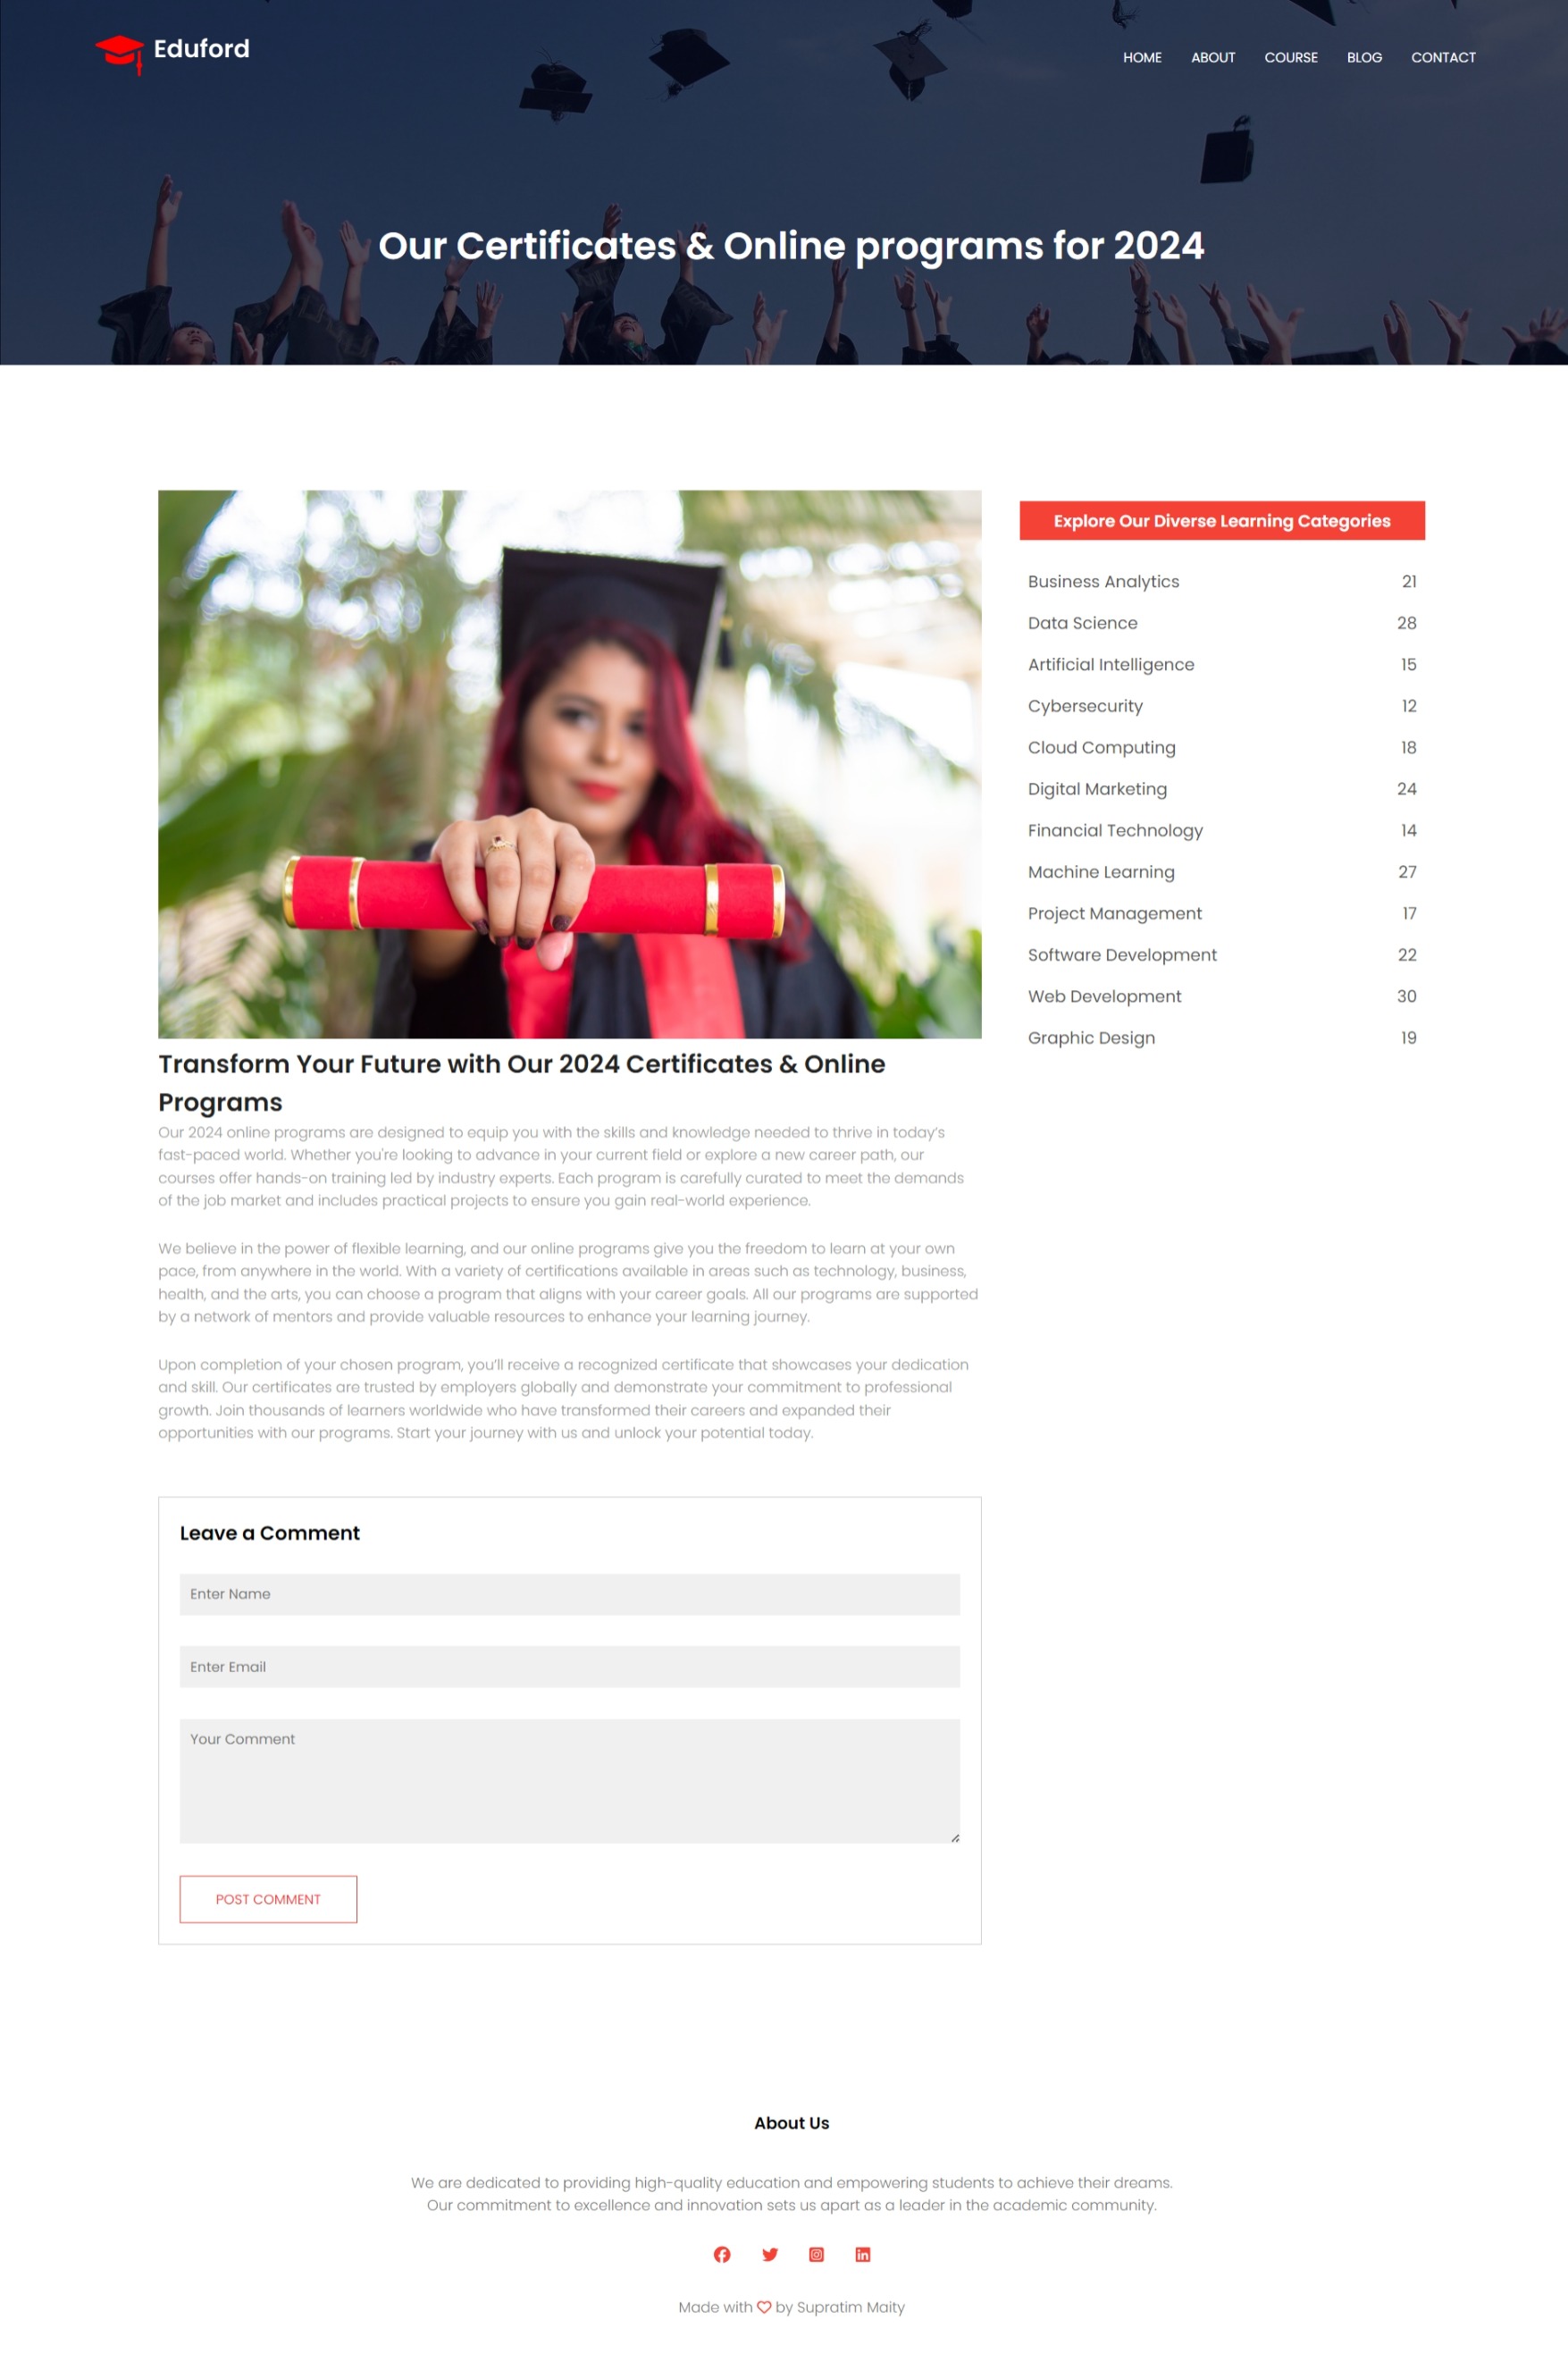 Eduford
HOME ABOUT COURSE BLOG CONTACT
Our Certificates & Online programs for 2024
Explore Our Diverse Learning Categories
Business Analytics 21
Data Science 28
Artificial Intelligence 15
Cybersecurity 12
Cloud Computing 18
Digital Marketing 24
Financial Technology 14
Machine Learning 27
Project Management 17
Software Development 22
Web Development 30
Graphic Design 19
Transform Your Future with Our 2024 Certificates & Online
Programs
Our 2024 online programs are designed to equip you with the skills and knowledge needed to thrive in today's
fast-paced world. Whether you're looking to advance in your current field or explore a new career path, our
courses offer hands-on training led by industry experts. Each program is carefully curated to meet the demands
of the job market and includes practical projects to ensure you gain real-world experience.
We believe in the power of flexible learning, and our online programs give you the freedom to learn at your own
pace, from anywhere in the world. With a variety of certifications available in areas such as technology, business,
health, and the arts, you can choose a program that aligns with your career goals. All our programs are supported
by a network of mentors and provide valuable resources to enhance your learning journey.
Upon completion of your chosen program, you'll receive a recognized certificate that showcases your dedication
and skill. Our certificates are trusted by employers globally and demonstrate your commitment to professional
growth. Join thousands of learners worldwide who have transformed their careers and expanded their
opportunities with our programs. Start your journey with us and unlock your potential today.
Leave a Comment
Enter Name
Enter Email
Your Comment
POST COMMENT
About Us
We are dedicated to providing high-quality education and empowering students to achieve their dreams.
Our commitment to excellence and innovation sets us apart as a leader in the academic community.
Made with ♡ by Supratim Maity